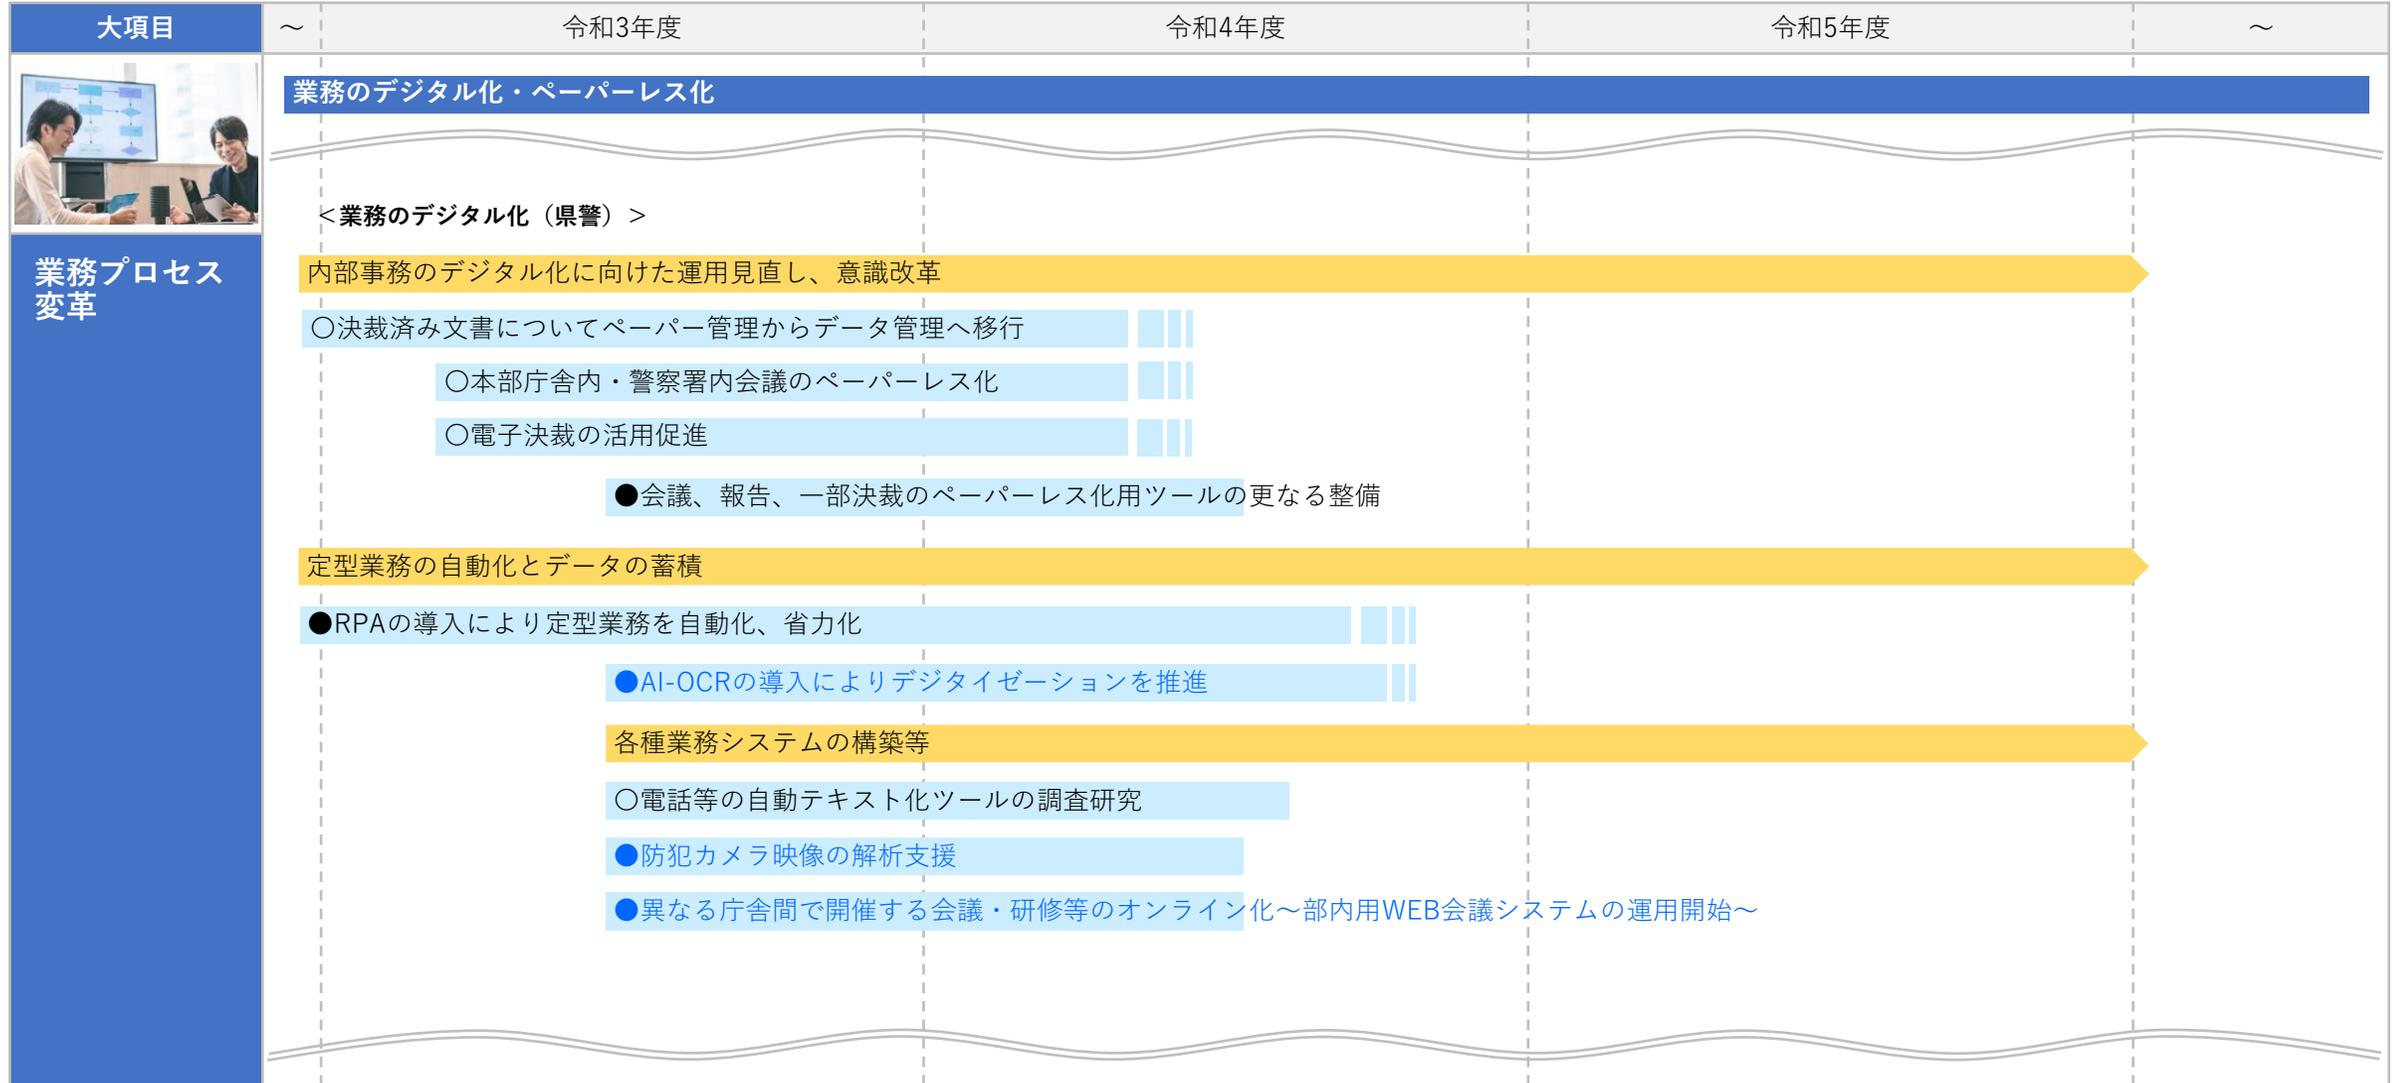 大項目
～
令和3年度
令和4年度
令和5年度
～
業務のデジタル化・ペーパーレス化
業務プロセス
変革
＜業務のデジタル化（県警）＞
内部事務のデジタル化に向けた運用見直し、意識改革
○決裁済み文書についてペーパー管理からデータ管理へ移行
○本部庁舎内・警察署内会議のペーパーレス化
○電子決裁の活用促進
●会議、報告、一部決裁のペーパーレス化用ツールの更なる整備
定型業務の自動化とデータの蓄積
●RPAの導入により定型業務を自動化、省力化
●AI-OCRの導入によりデジタイゼーションを推進
各種業務システムの構築等
○電話等の自動テキスト化ツールの調査研究
●防犯カメラ映像の解析支援
●異なる庁舎間で開催する会議・研修等のオンライン化～部内用WEB会議システムの運用開始～